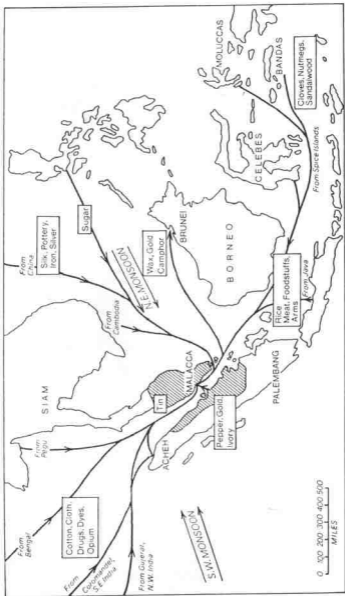 MOLUCCAS
BANDAS
Cloves, Nutmegs,
Sandalwood
From Spice Islands
CELEBES
From
China
Silk, Pottery,
Iron, Silver
Sugar
N.E. MONSOON
Wax, Gold
Camphor
BRUNEI
BORNEO
Rice
Meat, Foodstuffs,
Arms
From Java
From
Cambodia
SIAM
Tin
MALACCA
PALEMBANG
Pepper, Gold,
Ivory
ACHEH
From
Pegu
From
Bengal
Cotton, Cloth,
Drugs, Dyes,
Opium
From
Coromandel,
S.E. India
From Gujerat,
N.W. India
S.W. MONSOON
0 100 200 300 400 500
MILES